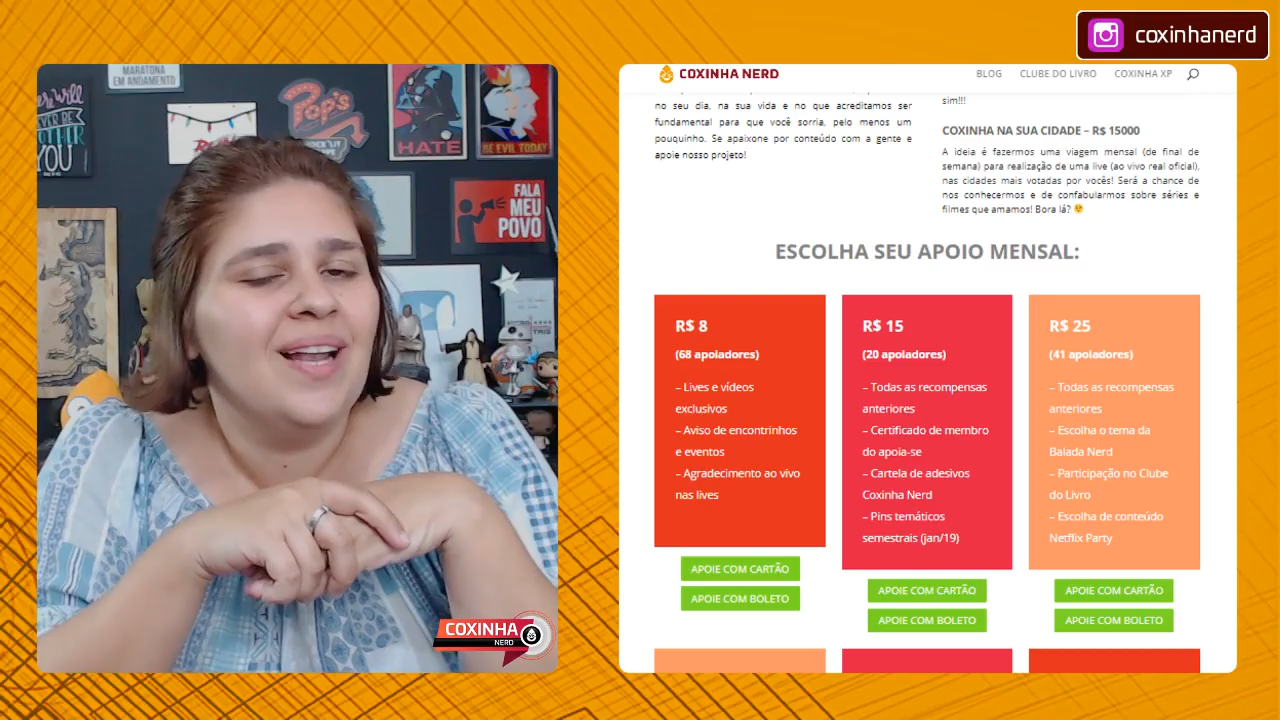 coxinhanerd
MARATONA
EM ANDAMENTO
YOU
Pop's
HATE
BE EVIL TODAY
FALA
MEU
POVO
COXINHA
NERD
COXINHA NERD
BLOG
CLUBE DO LIVRO
COXINHA XP
no seu dia, na sua vida e no que acreditamos ser
fundamental para que você sorria, pelo menos um
pouquinho. Se apaixone por conteúdo com a gente e
apoie nosso projeto!
sim!!!
COXINHA NA SUA CIDADE – R$ 15000
A ideia é fazermos uma viagem mensal (de final de
semana) para realização de uma live (ao vivo real oficial),
nas cidades mais votadas por vocês! Será a chance de
nos conhecermos e de confabularmos sobre séries e
filmes que amamos! Bora lá?
ESCOLHA SEU APOIO MENSAL:
R$ 8
(68 apoiadores)
– Lives e vídeos
exclusivos
– Aviso de encontrinhos
e eventos
– Agradecimento ao vivo
nas lives
APOIE COM CARTÃO
APOIE COM BOLETO
R$ 15
(20 apoiadores)
– Todas as recompensas
anteriores
– Certificado de membro
do apoia-se
– Cartela de adesivos
Coxinha Nerd
– Pins temáticos
semestrais (jan/19)
APOIE COM CARTÃO
APOIE COM BOLETO
R$ 25
(41 apoiadores)
– Todas as recompensas
anteriores
– Escolha o tema da
Balada Nerd
– Participação no Clube
do Livro
– Escolha de conteúdo
Netflix Party
APOIE COM CARTÃO
APOIE COM BOLETO